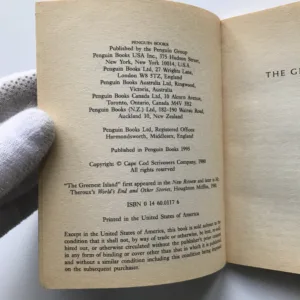 PENGUIN BOOKS
Published by the Penguin Group
Penguin Books USA Inc, 375 Hudson Street,
New York, New York 10014, U.S.A.
Penguin Books Ltd, 27 Wrights Lane,
London W8 5TZ, England
Penguin Books Australia Ltd, Ringwood,
Victoria, Australia
Penguin Books Canada Ltd, 10 Alcorn Avenue,
Toronto, Ontario, Canada M4V 3B2
Penguin Books (N.Z.) Ltd, 182–190 Wairau Road,
Auckland 10, New Zealand
Penguin Books Ltd, Registered Offices:
Harmondsworth, Middlesex, England
Published in Penguin Books 1995
Copyright © Cape Cod Scriveners Company, 1980
All rights reserved
"The Greenest Island" first appeared in the New Review and in
Theroux's World's End and Other Stories, Houghton Mifflin, 1980.
ISBN 0 14 60.0117 6
Printed in the United States of America
Except in the United States of America, this book is sold subject to the
condition that it shall not, by way of trade or otherwise, be lent, re-sold,
hired out, or otherwise circulated without the publisher's prior consent
in any form of binding or cover other than that in which it is published
and without a similar condition including this condition being imposed
on the subsequent purchaser.
THE G